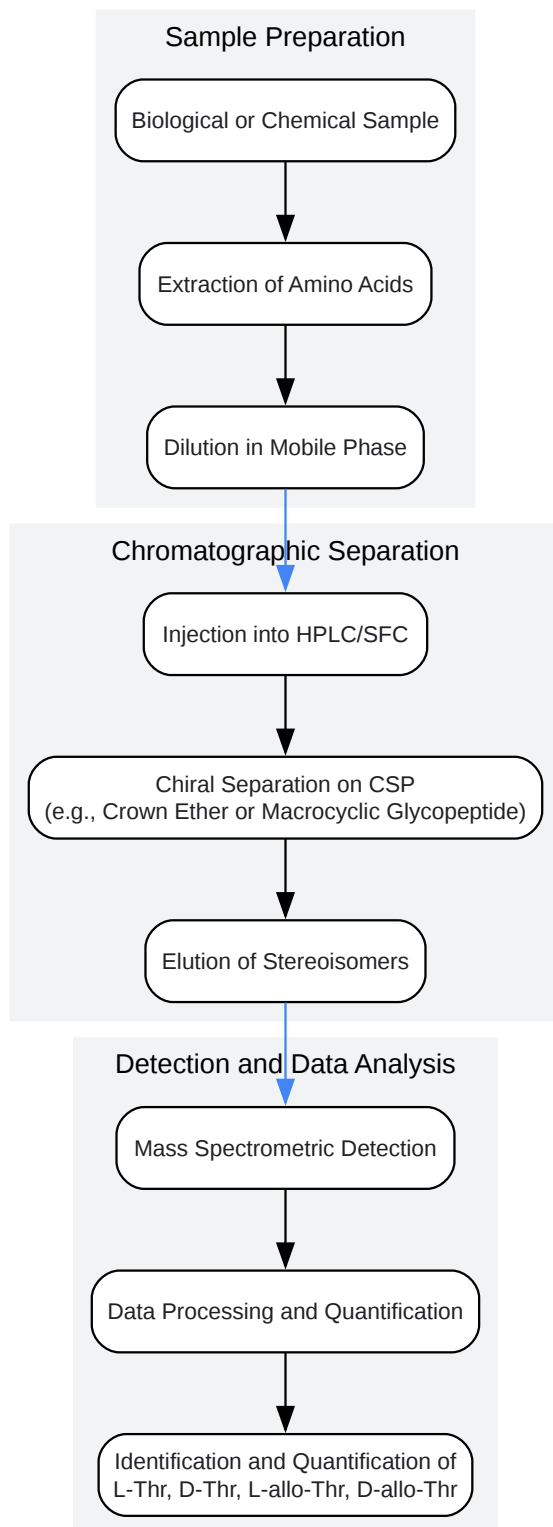 Sample Preparation
Biological or Chemical Sample
Extraction of Amino Acids
Dilution in Mobile Phase
Chromatographic Separation
Injection into HPLC/SFC
Chiral Separation on CSP
(e.g., Crown Ether or Macrocyclic Glycopeptide)
Elution of Stereoisomers
Detection and Data Analysis
Mass Spectrometric Detection
Data Processing and Quantification
Identification and Quantification of
L-Thr, D-Thr, L-allo-Thr, D-allo-Thr